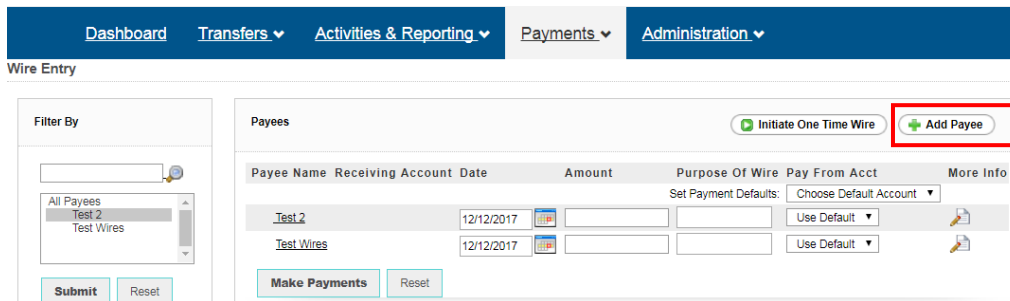 Dashboard Transfers Activities & Reporting Payments Administration
Wire Entry
Filter By
All Payees
Test 2
Test Wires
Submit Reset
Payees Initiate One Time Wire Add Payee
Payee Name Receiving Account Date Amount Purpose Of Wire Pay From Acct More Info
Set Payment Defaults: Choose Default Account
Test 2 12/12/2017 Use Default
Test Wires 12/12/2017 Use Default
Make Payments Reset